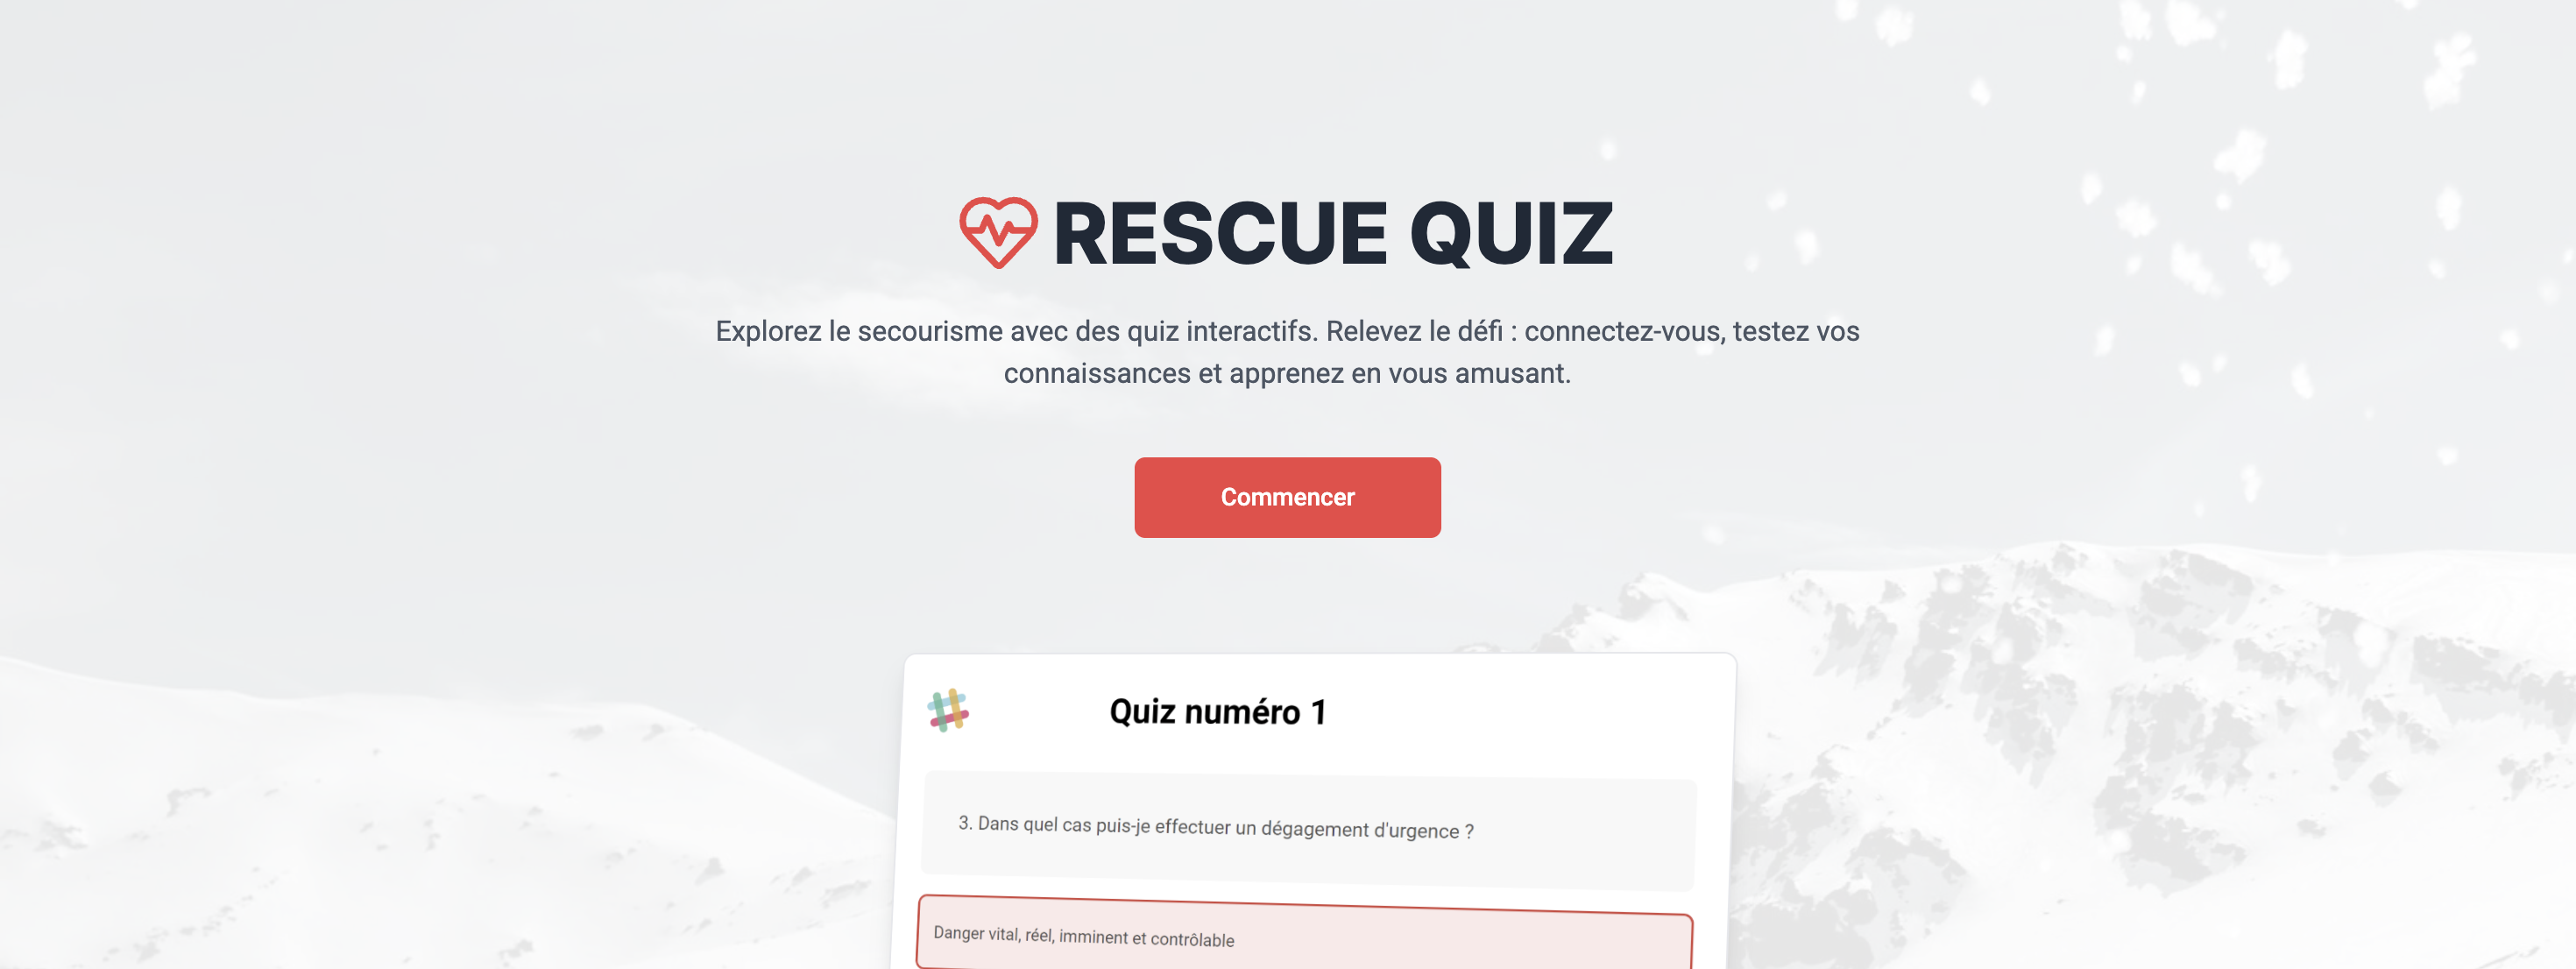 RESCUE QUIZ
Explorez le secourisme avec des quiz interactifs. Relevez le défi : connectez-vous, testez vos
connaissances et apprenez en vous amusant.
Commencer
Quiz numéro 1
3. Dans quel cas puis-je effectuer un dégagement d'urgence ?
Danger vital, réel, imminent et contrôlable